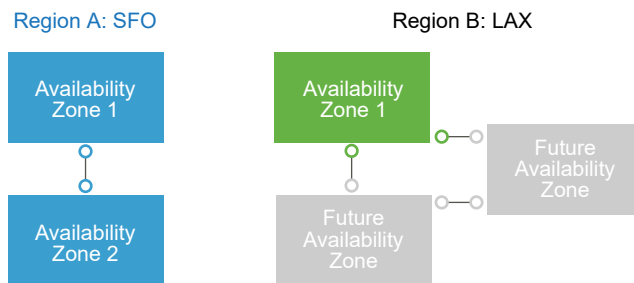 Region A: SFO
Region B: LAX
Availability
Zone 1
Availability
Zone 2
Availability
Zone 1
Future
Availability
Zone
Future
Availability
Zone